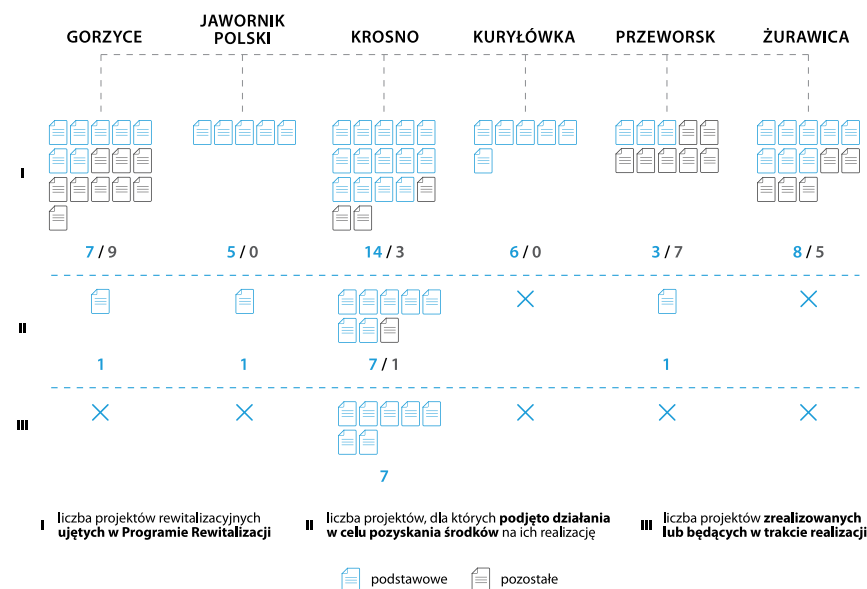 GORZYCE
JAWORNIK
POLSKI
KROSNO
KURYŁÓWKA
PRZEWORSK
ŻURAWICA
I
7 / 9
5 / 0
14 / 3
6 / 0
3 / 7
8 / 5
II
1
1
7 / 1
1
III
7
I liczba projektów rewitalizacyjnych
ujętych w Programie Rewitalizacji
II liczba projektów, dla których podjęto działania
w celu pozyskania środków na ich realizację
III liczba projektów zrealizowanych
lub będących w trakcie realizacji
podstawowe
pozostałe